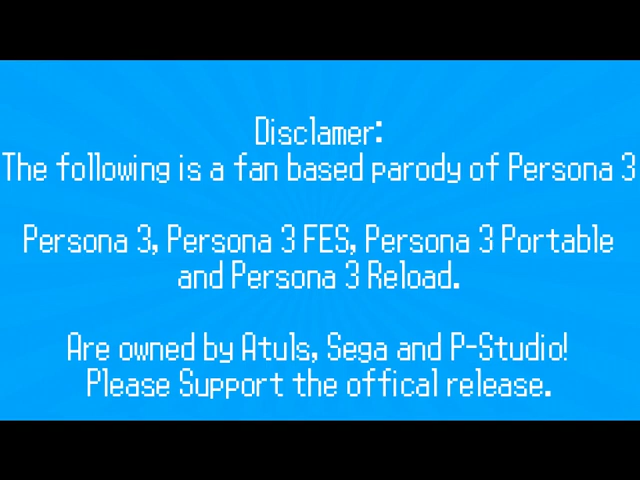 Disclamer:
The following is a fan based parody of Persona 3
Persona 3, Persona 3 FES, Persona 3 Portable
and Persona 3 Reload.
Are owned by Atuls, Sega and P-Studio!
Please Support the offical release.